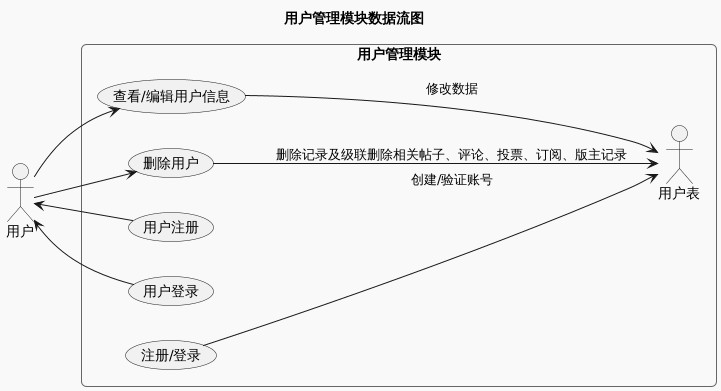 用户管理模块数据流图
用户管理模块
查看/编辑用户信息
修改数据
删除用户
删除记录及级联删除相关帖子、评论、投票、订阅、版主记录
创建/验证账号
用户表
用户
用户注册
用户登录
注册/登录